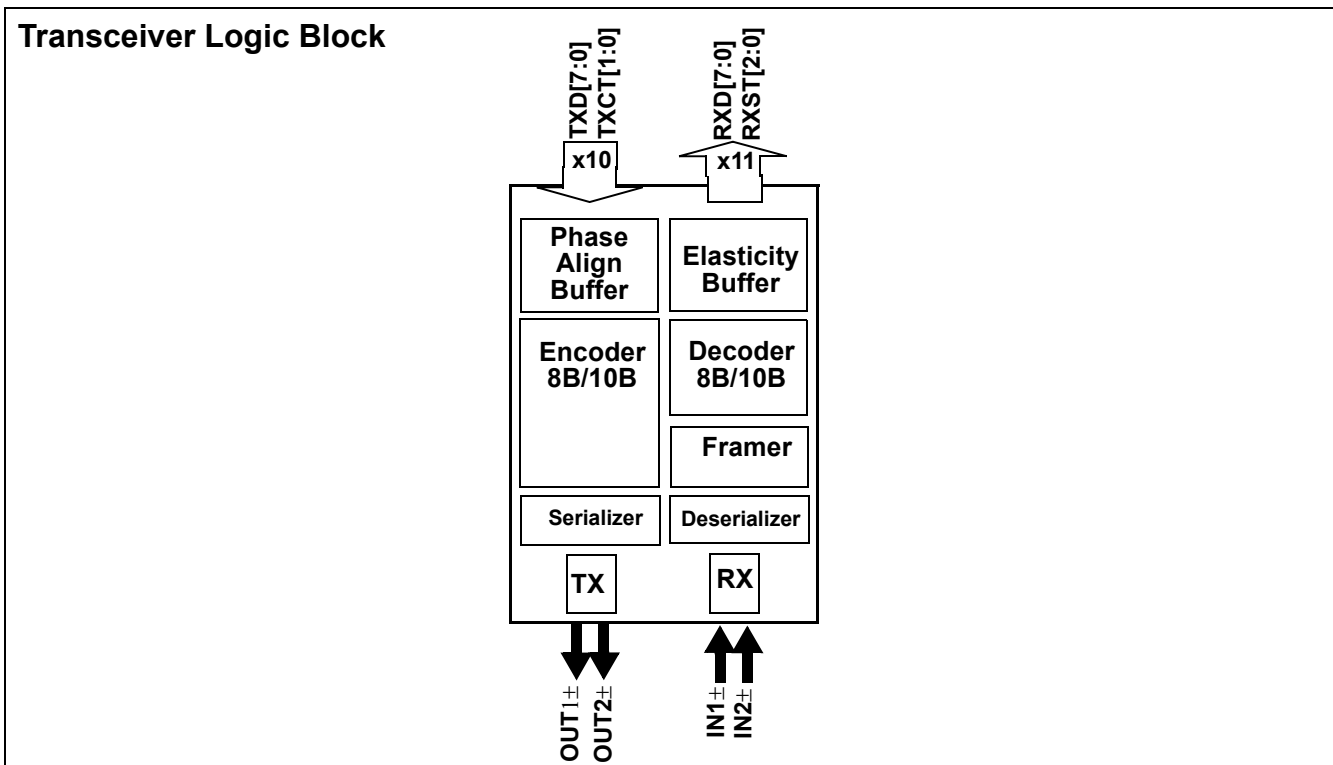 Transceiver Logic Block
TXD[7:0]
TXCT[1:0]
RXD[7:0]
RXST[2:0]
x10
x11
Phase
Align
Buffer
Elasticity
Buffer
Encoder
8B/10B
Decoder
8B/10B
Framer
Serializer
Deserializer
TX
RX
OUT1±
OUT2±
IN1±
IN2±